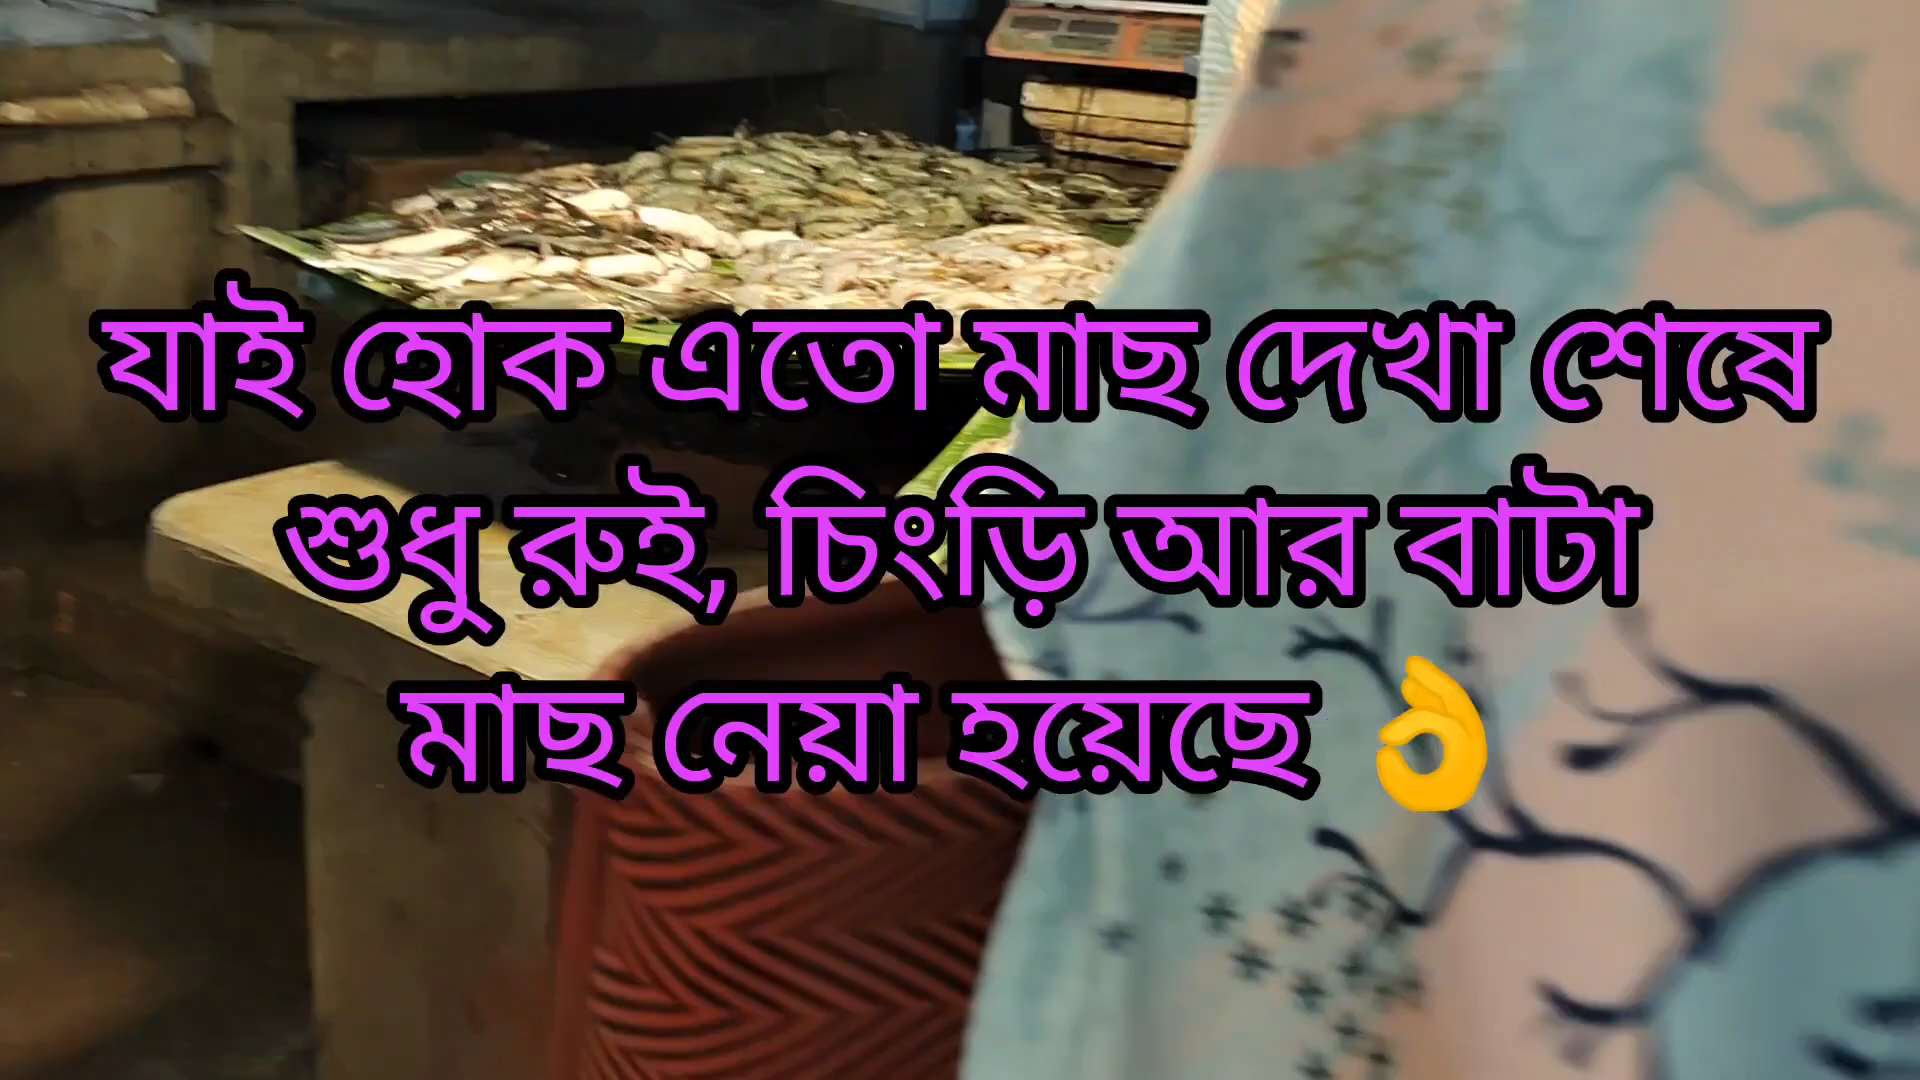 যাই হোক এতো মাছ দেখা শেষে
শুধু রুই, চিংড়ি আর বাটা
মাছ নেয়া হয়েছে 👌